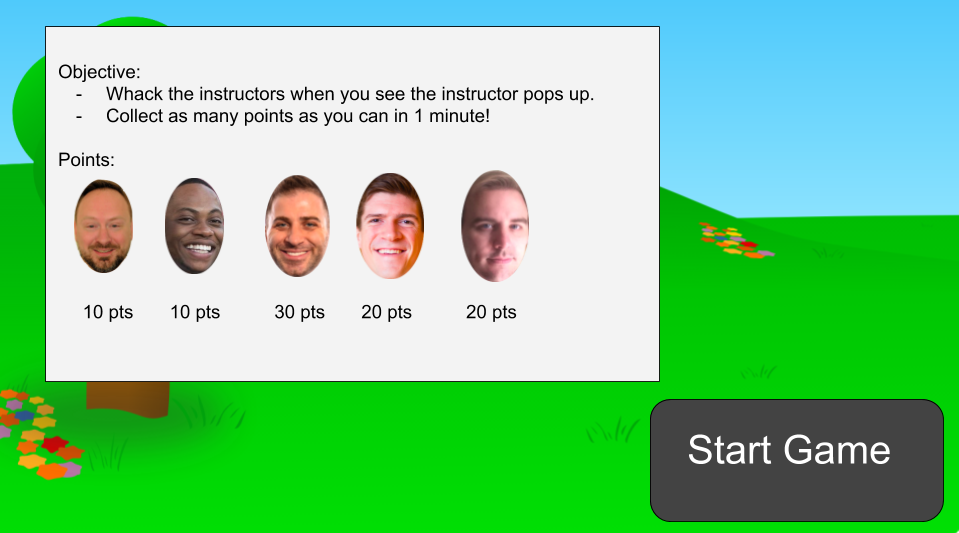 Objective:
- Whack the instructors when you see the instructor pops up.
- Collect as many points as you can in 1 minute!
Points:
10 pts 10 pts 30 pts 20 pts 20 pts
Start Game